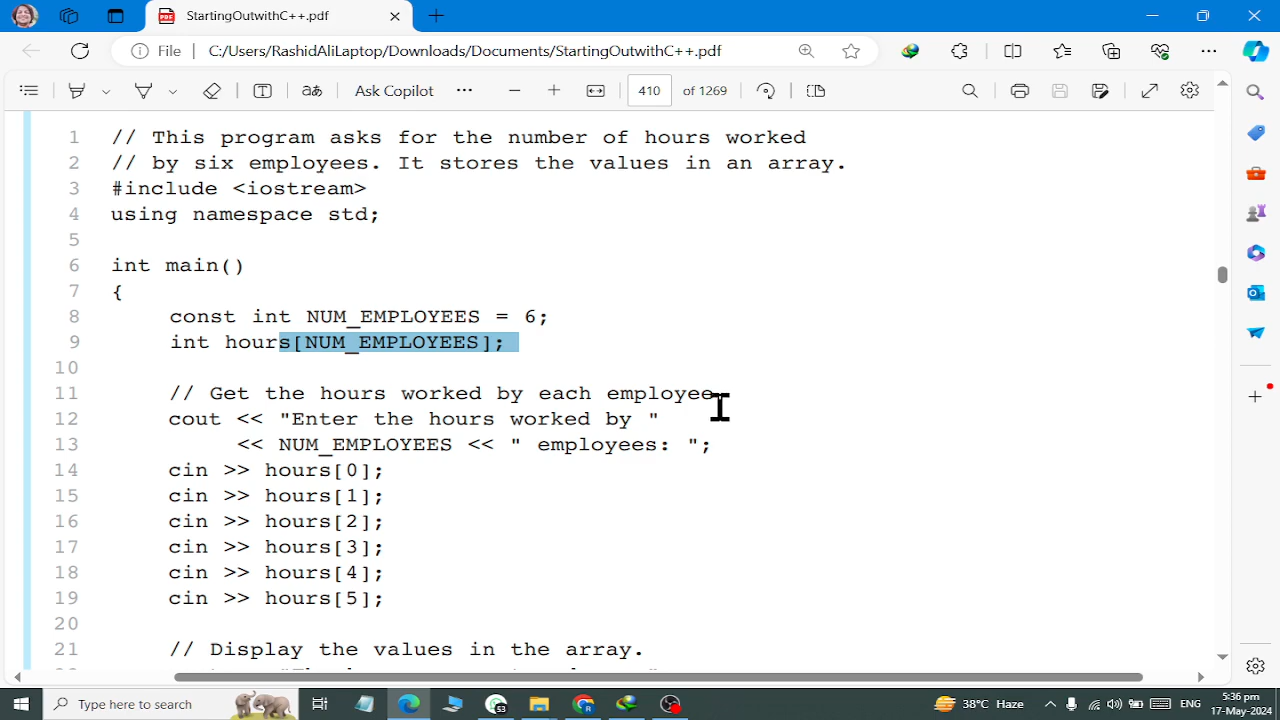 StartingOutwithC++.pdf
File
C:/Users/RashidAliLaptop/Downloads/Documents/StartingOutwithC++.pdf
Ask Copilot
410
of 1269
1 // This program asks for the number of hours worked
2 // by six employees. It stores the values in an array.
3 #include <iostream>
4 using namespace std;
5
6 int main()
7 {
8 const int NUM_EMPLOYEES = 6;
9 int hours[NUM_EMPLOYEES];
10
11 // Get the hours worked by each employee
12 cout << "Enter the hours worked by "
13 << NUM_EMPLOYEES << " employees: ";
14 cin >> hours[0];
15 cin >> hours[1];
16 cin >> hours[2];
17 cin >> hours[3];
18 cin >> hours[4];
19 cin >> hours[5];
20
21 // Display the values in the array.
Type here to search
38°C Haze
ENG
5:36 pm
17-May-2024